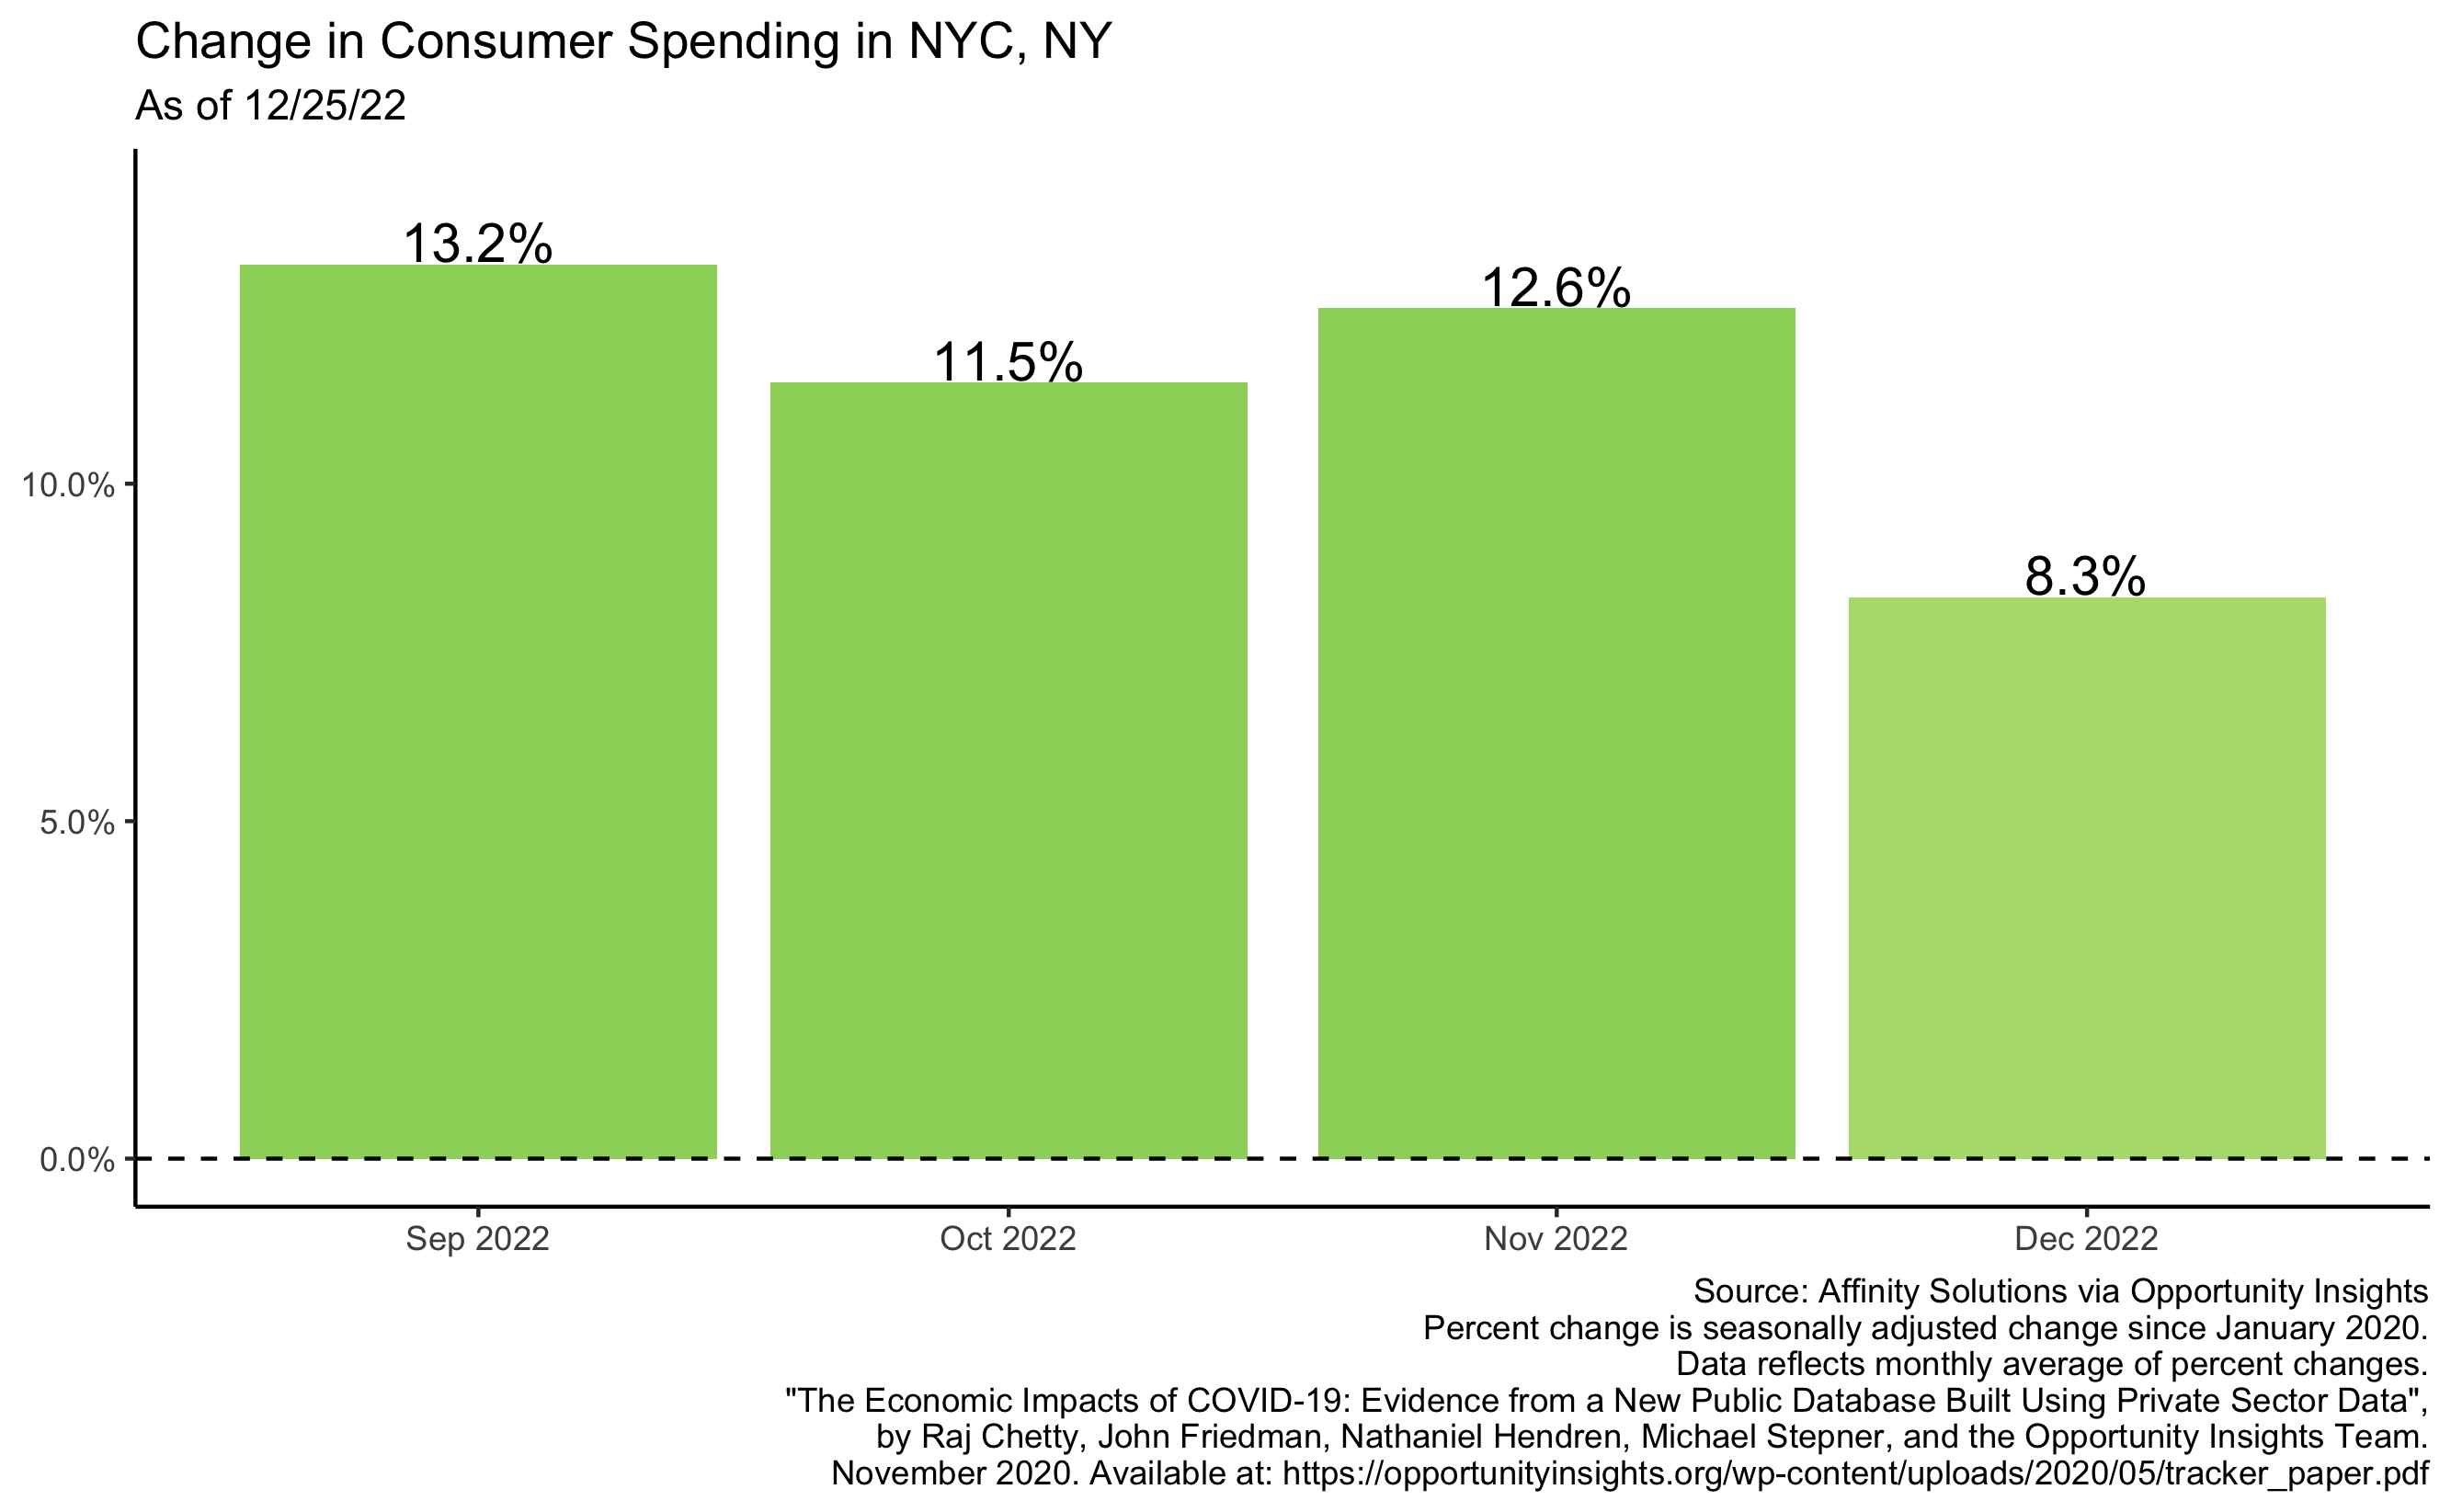 Change in Consumer Spending in NYC, NY
As of 12/25/22
13.2%
11.5%
12.6%
8.3%
10.0%
5.0%
0.0%
Sep 2022
Oct 2022
Nov 2022
Dec 2022
Source: Affinity Solutions via Opportunity Insights
Percent change is seasonally adjusted change since January 2020.
Data reflects monthly average of percent changes.
"The Economic Impacts of COVID-19: Evidence from a New Public Database Built Using Private Sector Data",
by Raj Chetty, John Friedman, Nathaniel Hendren, Michael Stepner, and the Opportunity Insights Team.
November 2020. Available at: https://opportunityinsights.org/wp-content/uploads/2020/05/tracker_paper.pdf